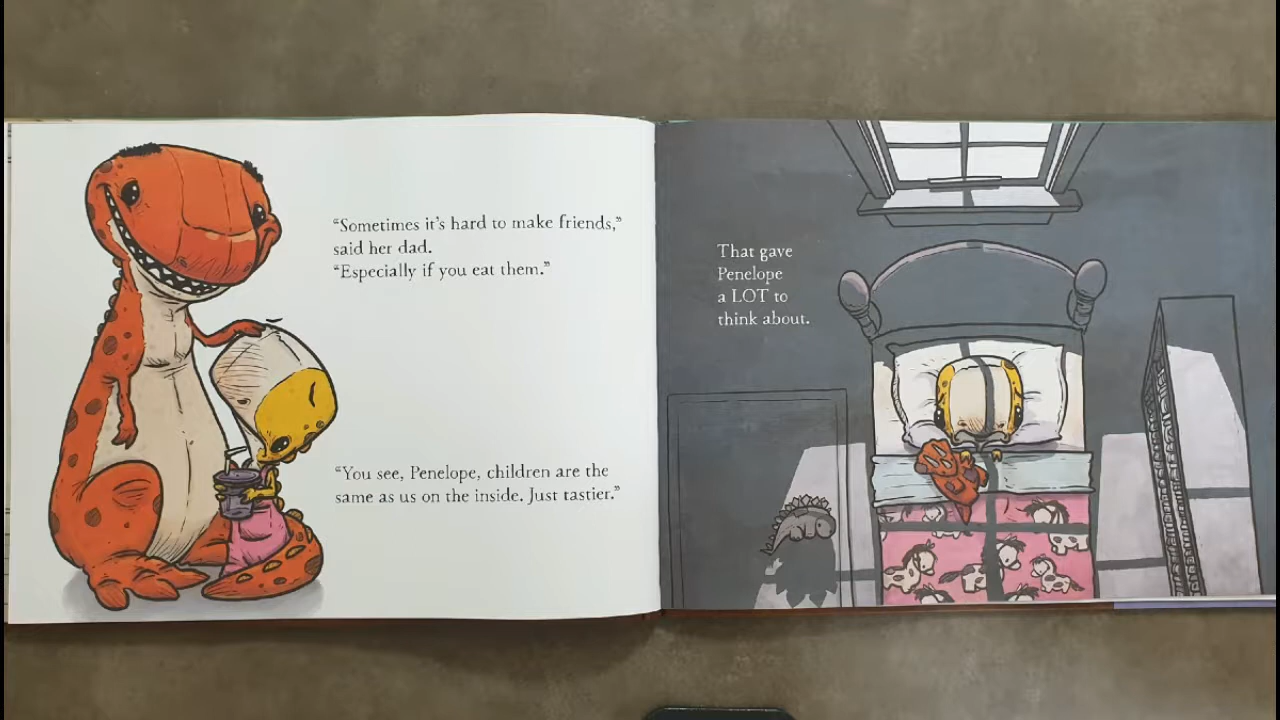 “Sometimes it’s hard to make friends,”
said her dad.
“Especially if you eat them.”
“You see, Penelope, children are the
same as us on the inside. Just tastier.”
That gave
Penelope
a LOT to
think about.